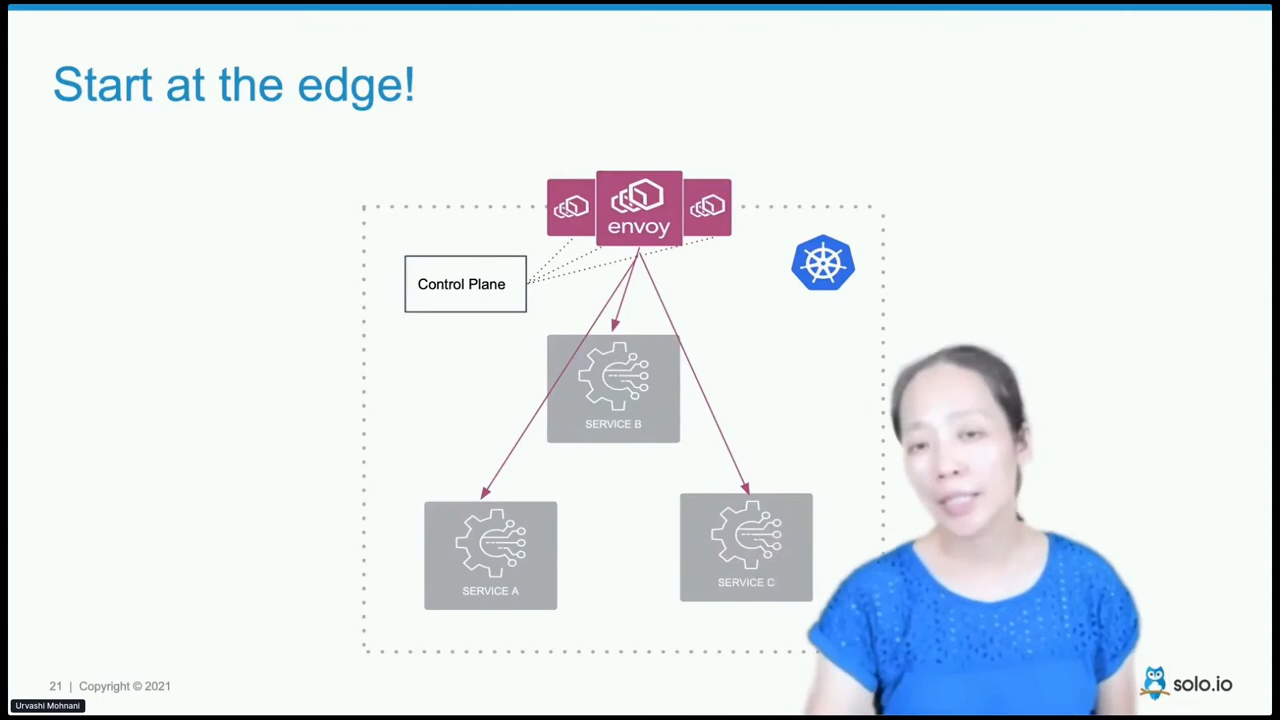 Start at the edge!
envoy
Control Plane
SERVICE B
SERVICE A
SERVICE C
21 | Copyright © 2021
solo.io
Urvashi Mohnani